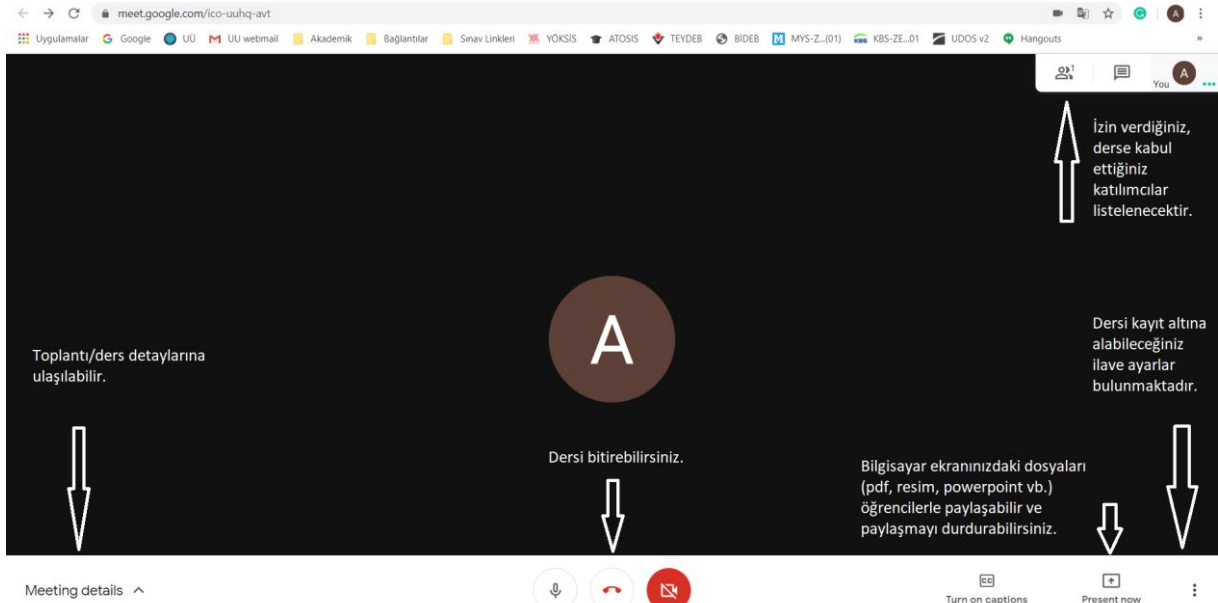 meet.google.com/ico-uuhq-avt
Uygulamalar Google UÜ UU webmail Akademik Bağlantılar Sınav Linkleri YÖKSİS ATOSIS TEYDEB BİDEB MYS-Z...(01) KBS-ZE...01 UDOS v2 Hangouts »
1
You A
İzin verdiğiniz,
derse kabul
ettiğiniz
katılımcılar
listelenecektir.
A
Toplantı/ders detaylarına
ulaşılabilir.
Dersi kayıt altına
alabileceğiniz
ilave ayarlar
bulunmaktadır.
Dersi bitirebilirsiniz.
Bilgisayar ekranınızdaki dosyaları
(pdf, resim, powerpoint vb.)
öğrencilerle paylaşabilir ve
paylaşmayı durdurabilirsiniz.
Meeting details
CC
Turn on captions
Present now